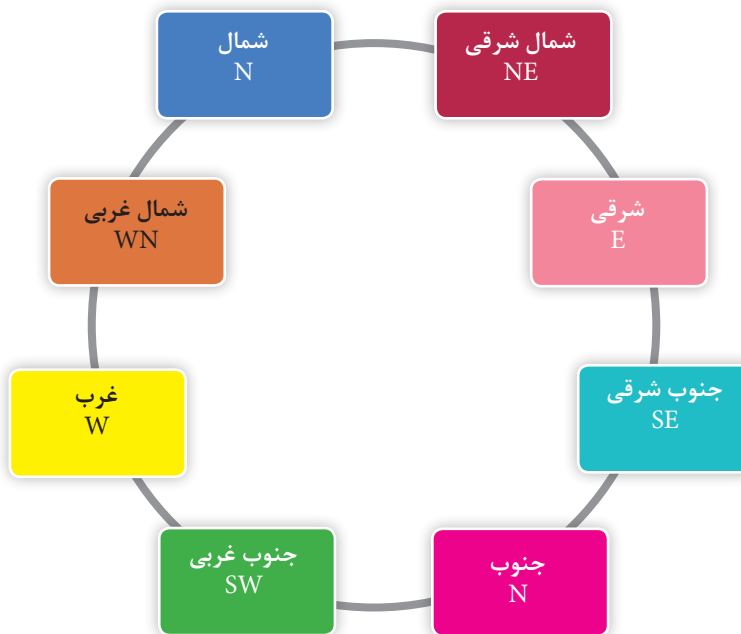 شمال
N
شمال شرقی
NE
شرقی
E
جنوب شرقی
SE
جنوب
N
جنوب غربی
SW
غرب
W
شمال غربی
WN